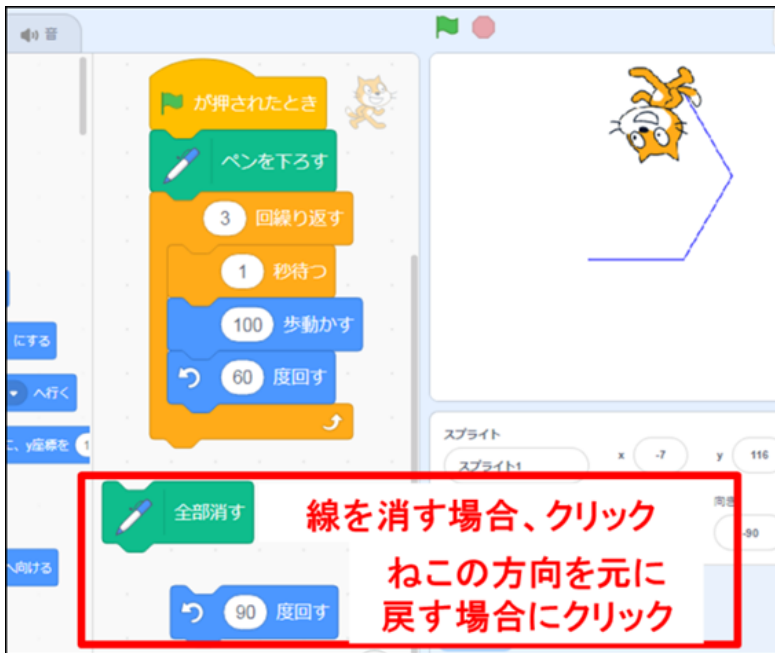 音
が押されたとき
ペンを下ろす
3 回繰り返す
1 秒待つ
100 歩動かす
60 度回す
にする
へ行く
、y座標を 1
へ向ける
全部消す
線を消す場合、クリック
ねこの方向を元に
戻す場合にクリック
90 度回す
スプライト
スプライト1
x -7 y 116
向き
-90